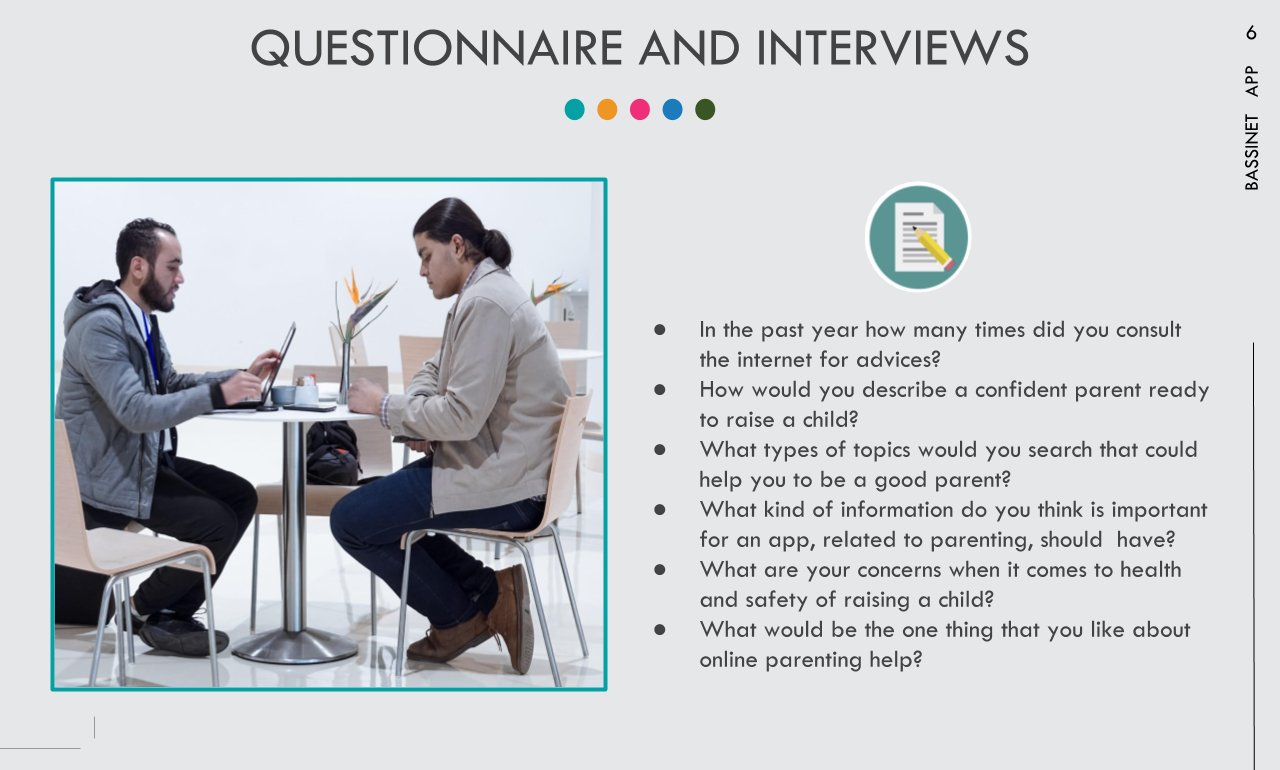 QUESTIONNAIRE AND INTERVIEWS
6
BASSINET APP
● In the past year how many times did you consult
the internet for advices?
● How would you describe a confident parent ready
to raise a child?
● What types of topics would you search that could
help you to be a good parent?
● What kind of information do you think is important
for an app, related to parenting, should  have?
● What are your concerns when it comes to health
and safety of raising a child?
● What would be the one thing that you like about
online parenting help?